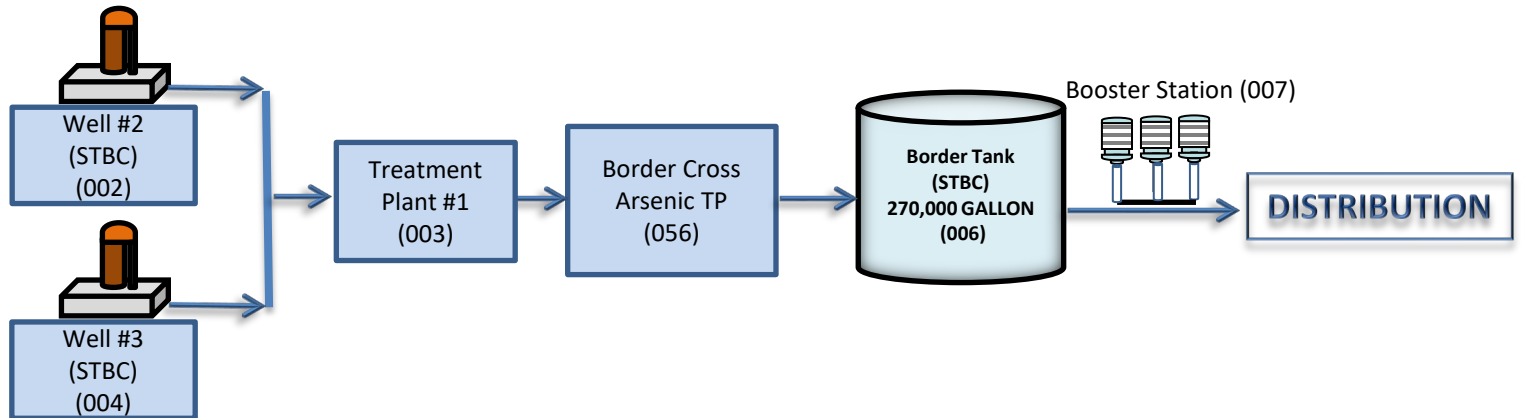 Well #2
(STBC)
(002)
Well #3
(STBC)
(004)
Treatment
Plant #1
(003)
Border Cross
Arsenic TP
(056)
Border Tank
(STBC)
270,000 GALLON
(006)
Booster Station (007)
DISTRIBUTION